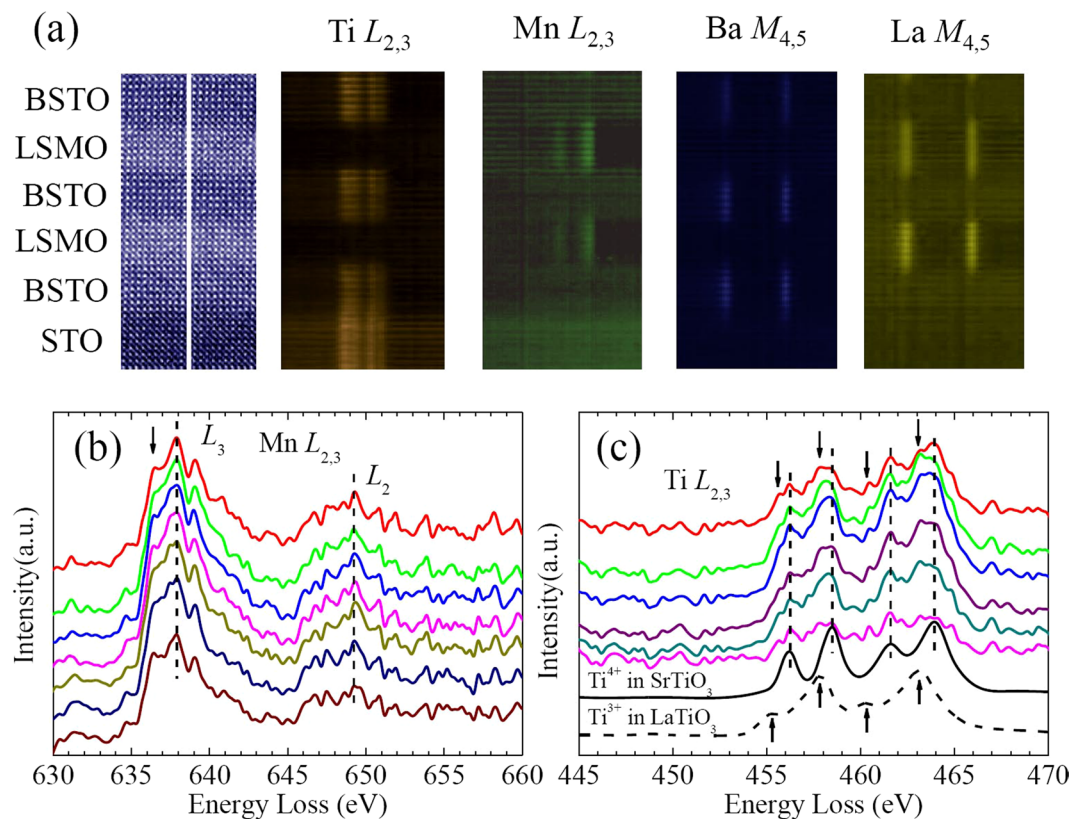 (a)
Ti L2,3
Mn L2,3
Ba M4,5
La M4,5
BSTO
LSMO
BSTO
LSMO
BSTO
STO
(b)
L3
Mn L2,3
L2
Intensity(a.u.)
630 635 640 645 650 655 660
Energy Loss (eV)
(c)
Ti L2,3
Intensity(a.u.)
Ti4+ in SrTiO3
Ti3+ in LaTiO3
445 450 455 460 465 470
Energy Loss (eV)